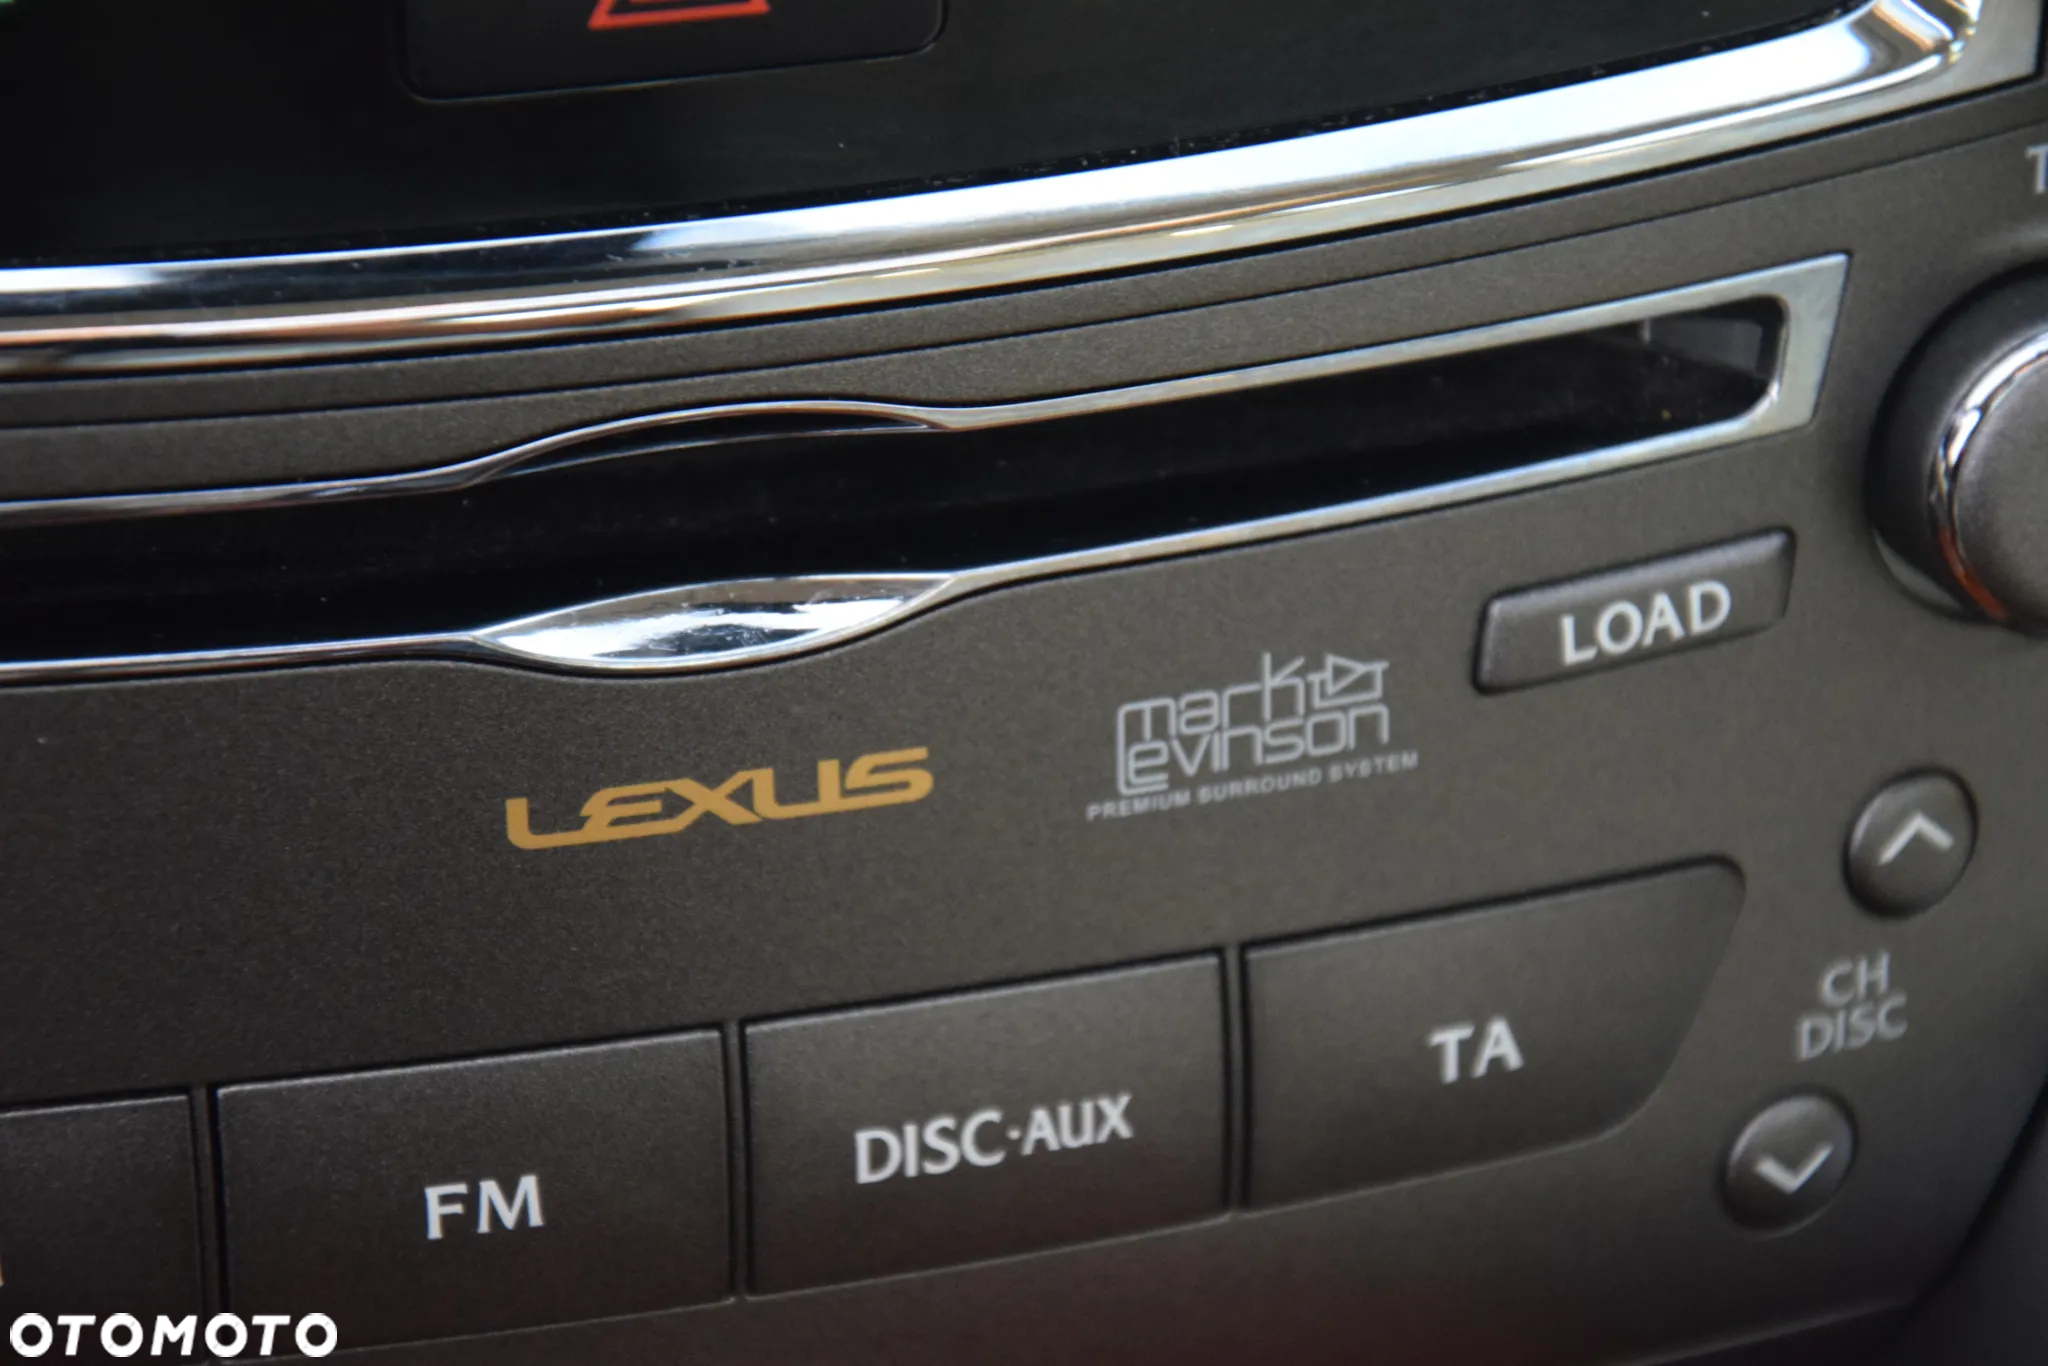 LOAD
mark levinson
PREMIUM SURROUND SYSTEM
LEXUS
CH
DISC
TA
DISC·AUX
FM
OTOMOTO